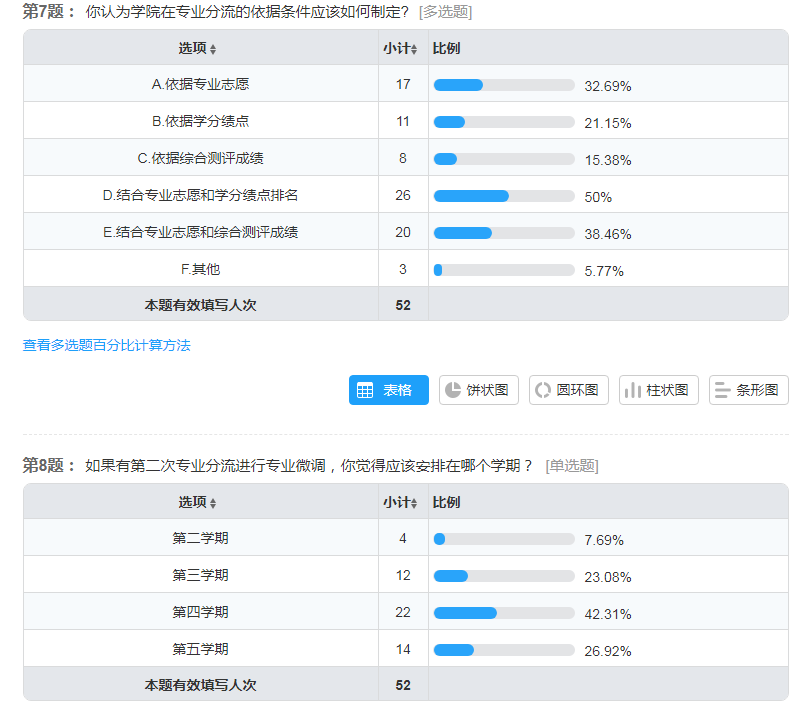 第7题： 你认为学院在专业分流的依据条件应该如何制定? [多选题]
选项 小计 比例
A.依据专业志愿 17 32.69%
B.依据学分绩点 11 21.15%
C.依据综合测评成绩 8 15.38%
D.结合专业志愿和学分绩点排名 26 50%
E.结合专业志愿和综合测评成绩 20 38.46%
F.其他 3 5.77%
本题有效填写人次 52
查看多选题百分比计算方法
表格 饼状图 圆环图 柱状图 条形图
第8题： 如果有第二次专业分流进行专业微调，你觉得应该安排在哪个学期？ [单选题]
选项 小计 比例
第二学期 4 7.69%
第三学期 12 23.08%
第四学期 22 42.31%
第五学期 14 26.92%
本题有效填写人次 52